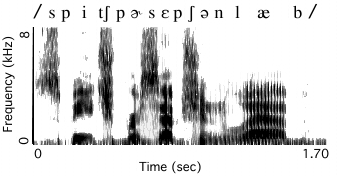 / s p i tʃ p ɚ s ɛ p ʃ ə n l æ b /
8
Frequency (kHz)
0
0 1.70
Time (sec)